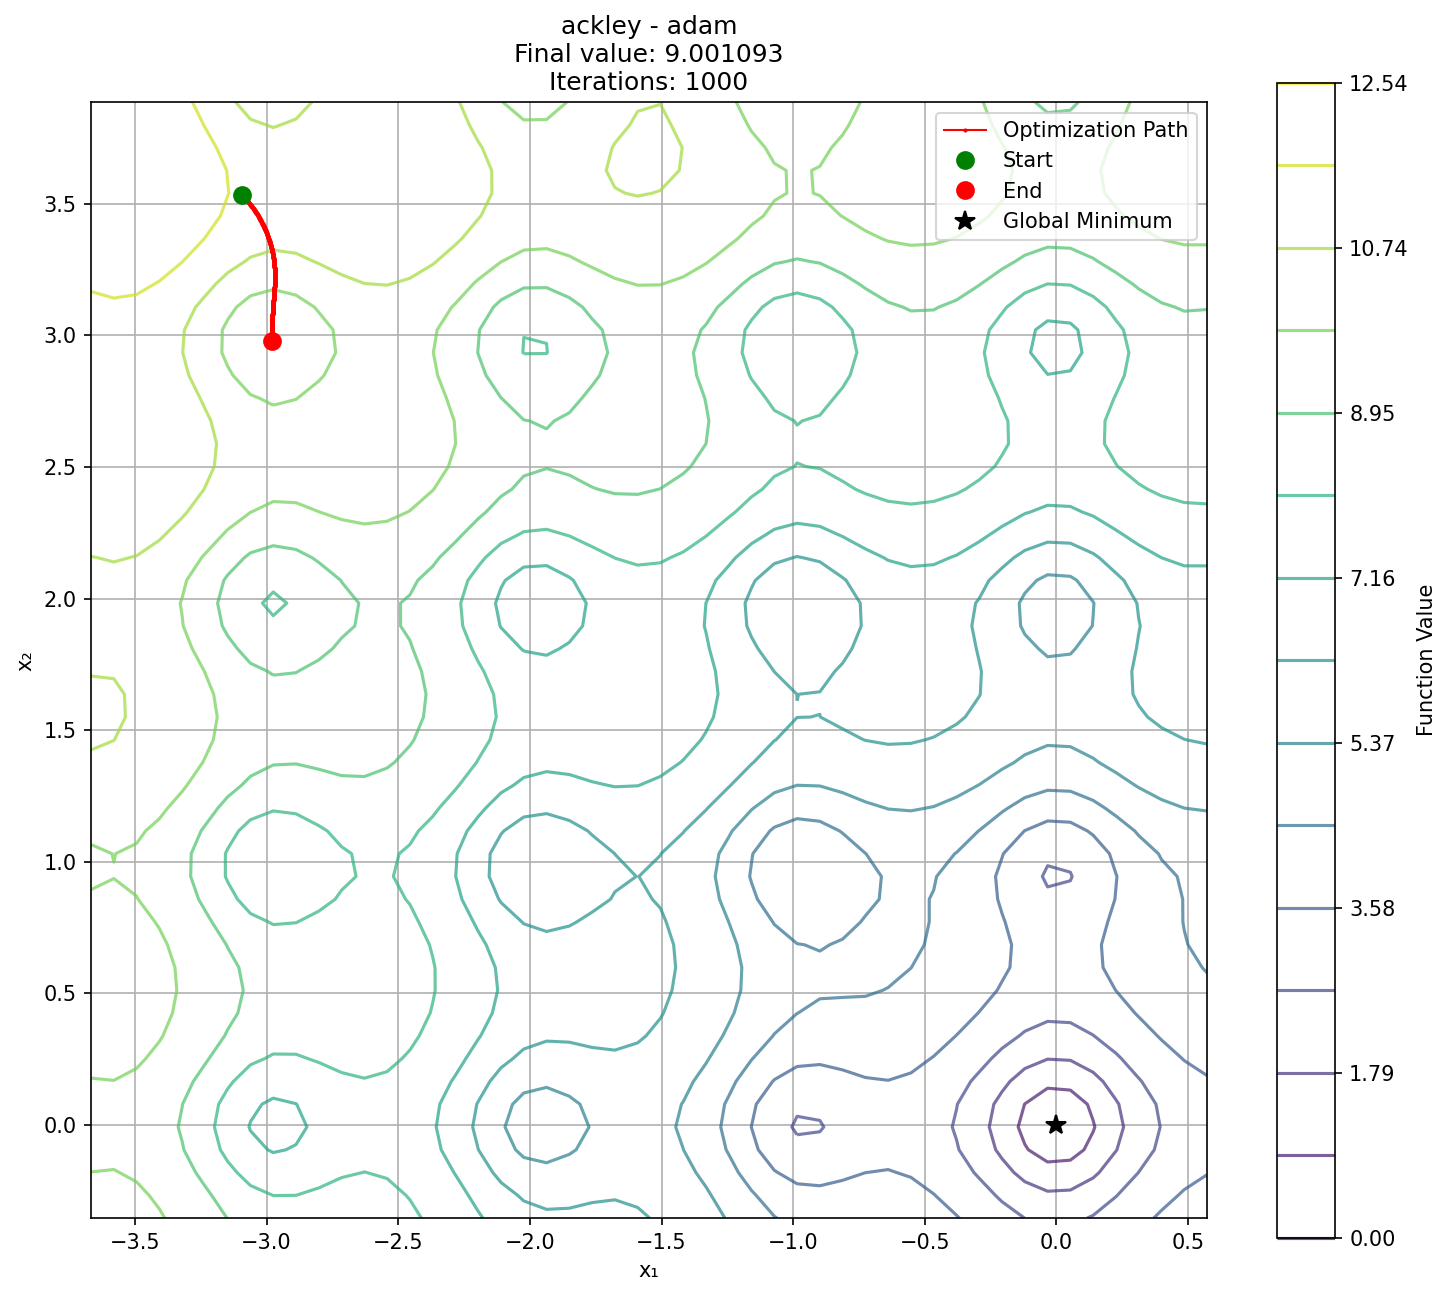 ackley - adam
Final value: 9.001093
Iterations: 1000
Optimization Path
Start
End
Global Minimum
3.5
3.0
2.5
2.0
1.5
1.0
0.5
0.0
x₂
−3.5
−3.0
−2.5
−2.0
−1.5
−1.0
−0.5
0.0
0.5
x₁
12.54
10.74
8.95
7.16
5.37
3.58
1.79
0.00
Function Value